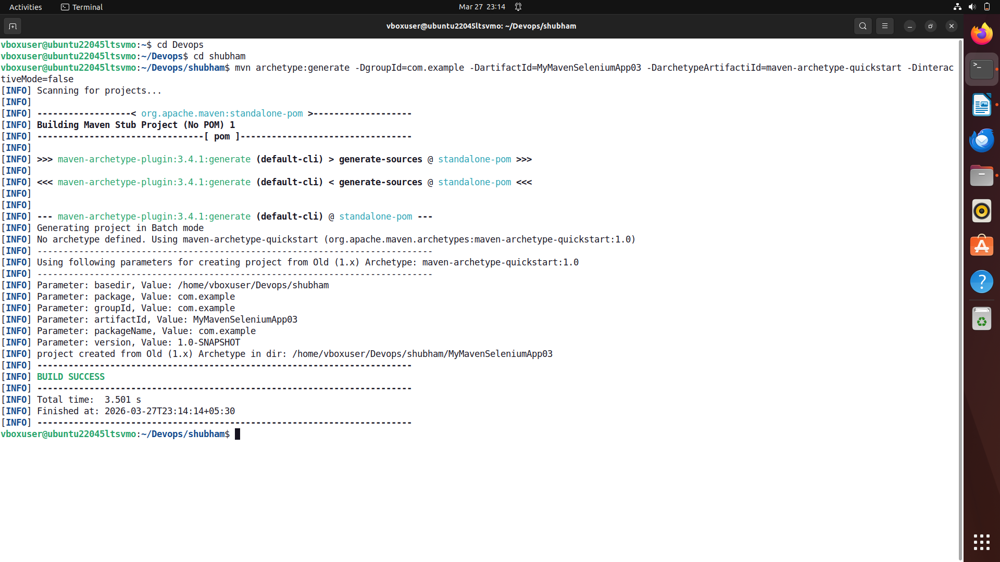 Activities
Terminal
Mar 27 23:14
vboxuser@ubuntu22045ltsvmo: ~/Devops/shubham
vboxuser@ubuntu22045ltsvmo:~$ cd Devops
vboxuser@ubuntu22045ltsvmo:~/Devops$ cd shubham
vboxuser@ubuntu22045ltsvmo:~/Devops/shubham$ mvn archetype:generate -DgroupId=com.example -DartifactId=MyMavenSeleniumApp03 -DarchetypeArtifactiId=maven-archetype-quickstart -Dinterac
tiveMode=false
[INFO] Scanning for projects...
[INFO]
[INFO] ------------------< org.apache.maven:standalone-pom >-------------------
[INFO] Building Maven Stub Project (No POM) 1
[INFO] --------------------------------[ pom ]---------------------------------
[INFO]
[INFO] >>> maven-archetype-plugin:3.4.1:generate (default-cli) > generate-sources @ standalone-pom >>>
[INFO]
[INFO] <<< maven-archetype-plugin:3.4.1:generate (default-cli) < generate-sources @ standalone-pom <<<
[INFO]
[INFO]
[INFO] --- maven-archetype-plugin:3.4.1:generate (default-cli) @ standalone-pom ---
[INFO] Generating project in Batch mode
[INFO] No archetype defined. Using maven-archetype-quickstart (org.apache.maven.archetypes:maven-archetype-quickstart:1.0)
[INFO] ----------------------------------------------------------------------------
[INFO] Using following parameters for creating project from Old (1.x) Archetype: maven-archetype-quickstart:1.0
[INFO] ----------------------------------------------------------------------------
[INFO] Parameter: basedir, Value: /home/vboxuser/Devops/shubham
[INFO] Parameter: package, Value: com.example
[INFO] Parameter: groupId, Value: com.example
[INFO] Parameter: artifactId, Value: MyMavenSeleniumApp03
[INFO] Parameter: packageName, Value: com.example
[INFO] Parameter: version, Value: 1.0-SNAPSHOT
[INFO] project created from Old (1.x) Archetype in dir: /home/vboxuser/Devops/shubham/MyMavenSeleniumApp03
[INFO] ------------------------------------------------------------------------
[INFO] BUILD SUCCESS
[INFO] ------------------------------------------------------------------------
[INFO] Total time:  3.501 s
[INFO] Finished at: 2026-03-27T23:14:14+05:30
[INFO] ------------------------------------------------------------------------
vboxuser@ubuntu22045ltsvmo:~/Devops/shubham$